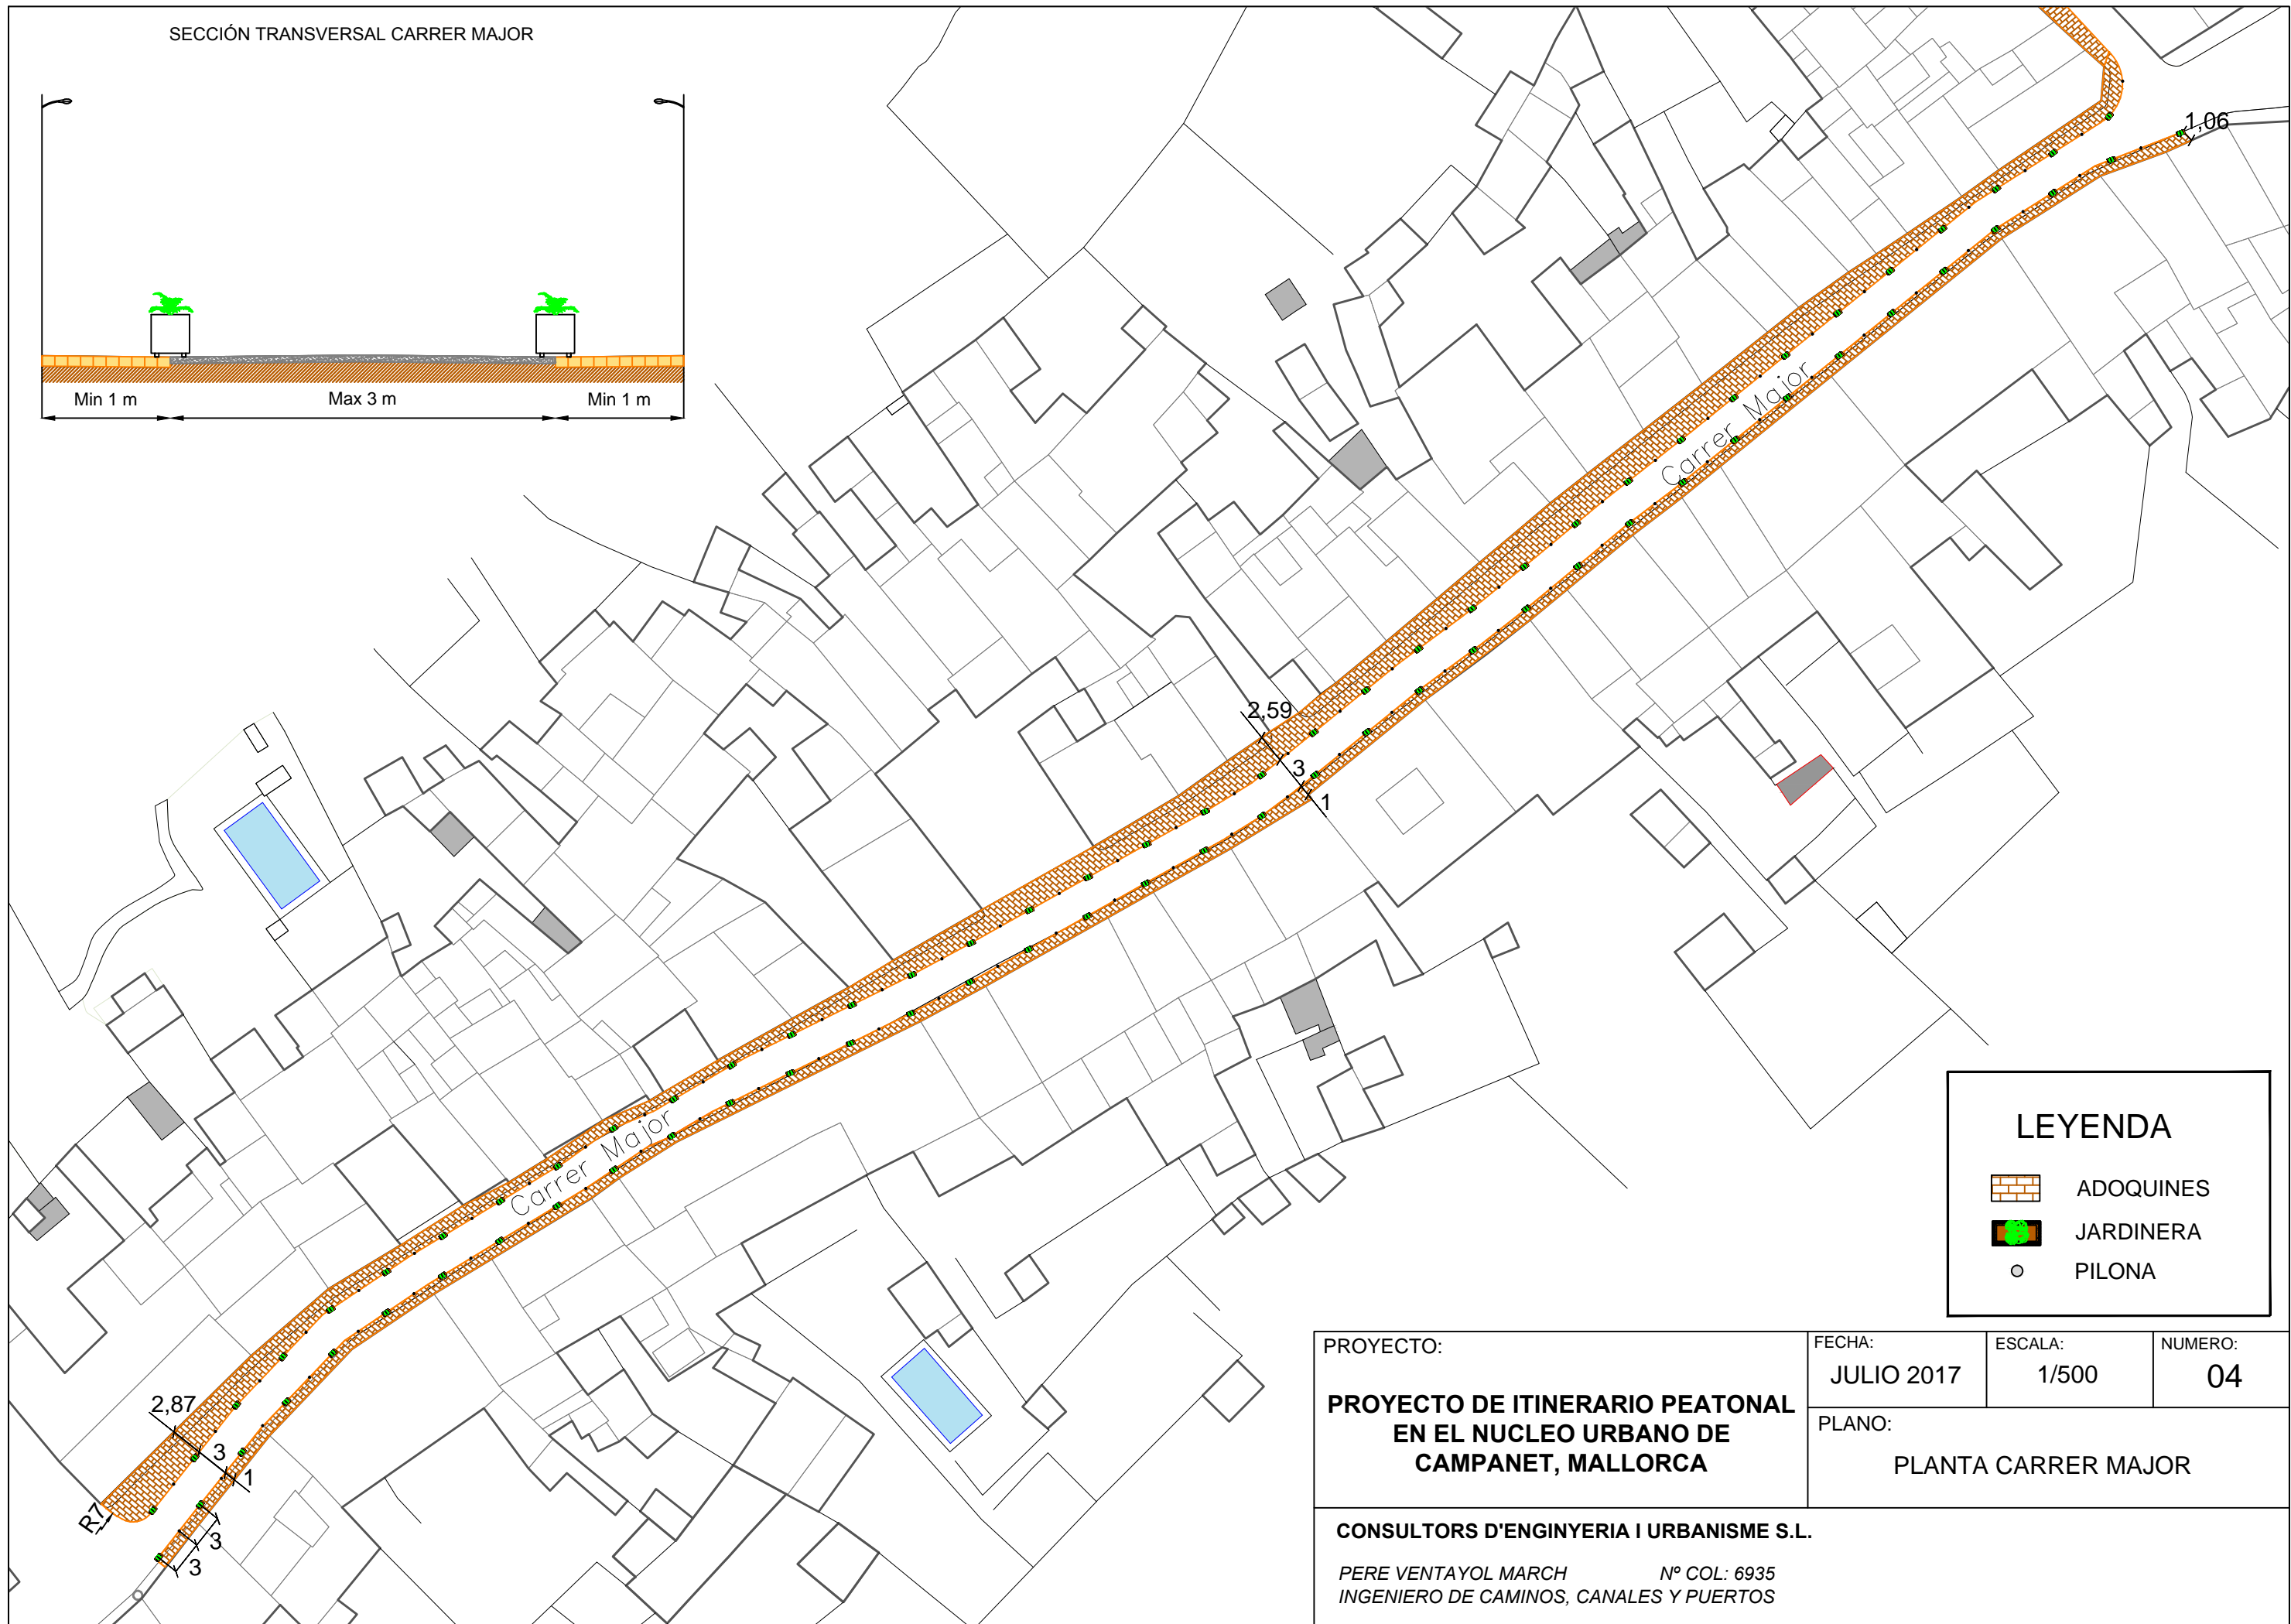 SECCIÓN TRANSVERSAL CARRER MAJOR
Min 1 m
Max 3 m
Min 1 m
1,06
Carrer Major
2,59
3
1
Carrer Major
2,87
3
1
R7
3
3
LEYENDA
ADOQUINES
JARDINERA
PILONA
PROYECTO:
PROYECTO DE ITINERARIO PEATONAL
EN EL NUCLEO URBANO DE
CAMPANET, MALLORCA
FECHA:
JULIO 2017
ESCALA:
1/500
NUMERO:
04
PLANO:
PLANTA CARRER MAJOR
CONSULTORS D'ENGINYERIA I URBANISME S.L.
PERE VENTAYOL MARCH Nº COL: 6935
INGENIERO DE CAMINOS, CANALES Y PUERTOS